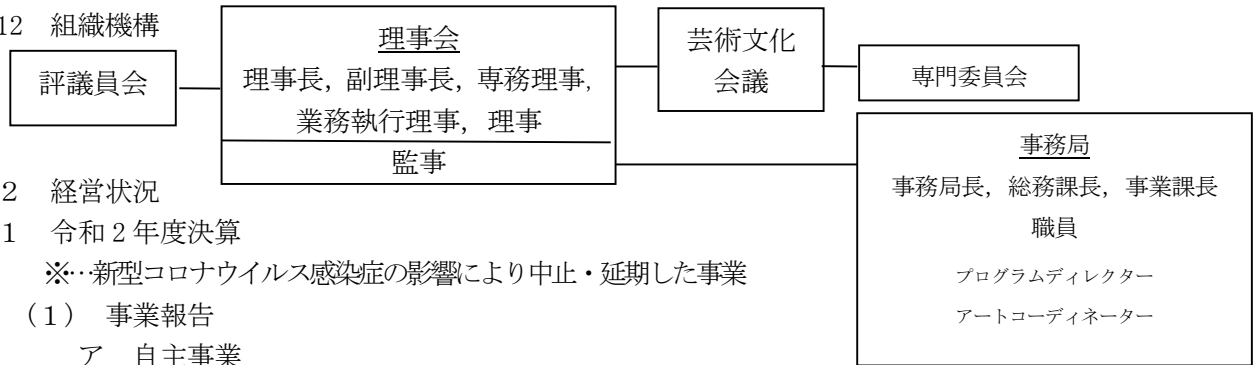 12 組織機構
評議員会
理事会
理事長,副理事長,専務理事,
業務執行理事,理事
監事
芸術文化
会議
専門委員会
事務局
事務局長,総務課長,事業課長
職員
プログラムディレクター
アートコーディネーター
2 経営状況
1 令和2年度決算
※…新型コロナウイルス感染症の影響により中止・延期した事業
(1) 事業報告
ア 自主事業